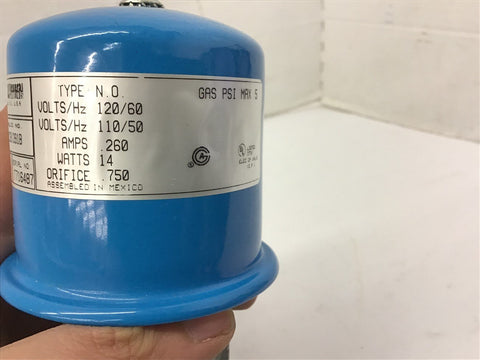 TYPE N.O.
GAS PSI MAX 5
VOLTS/Hz 120/60
VOLTS/Hz 110/50
AMPS .260
WATTS 14
ORIFICE .750
ASSEMBLED IN MEXICO